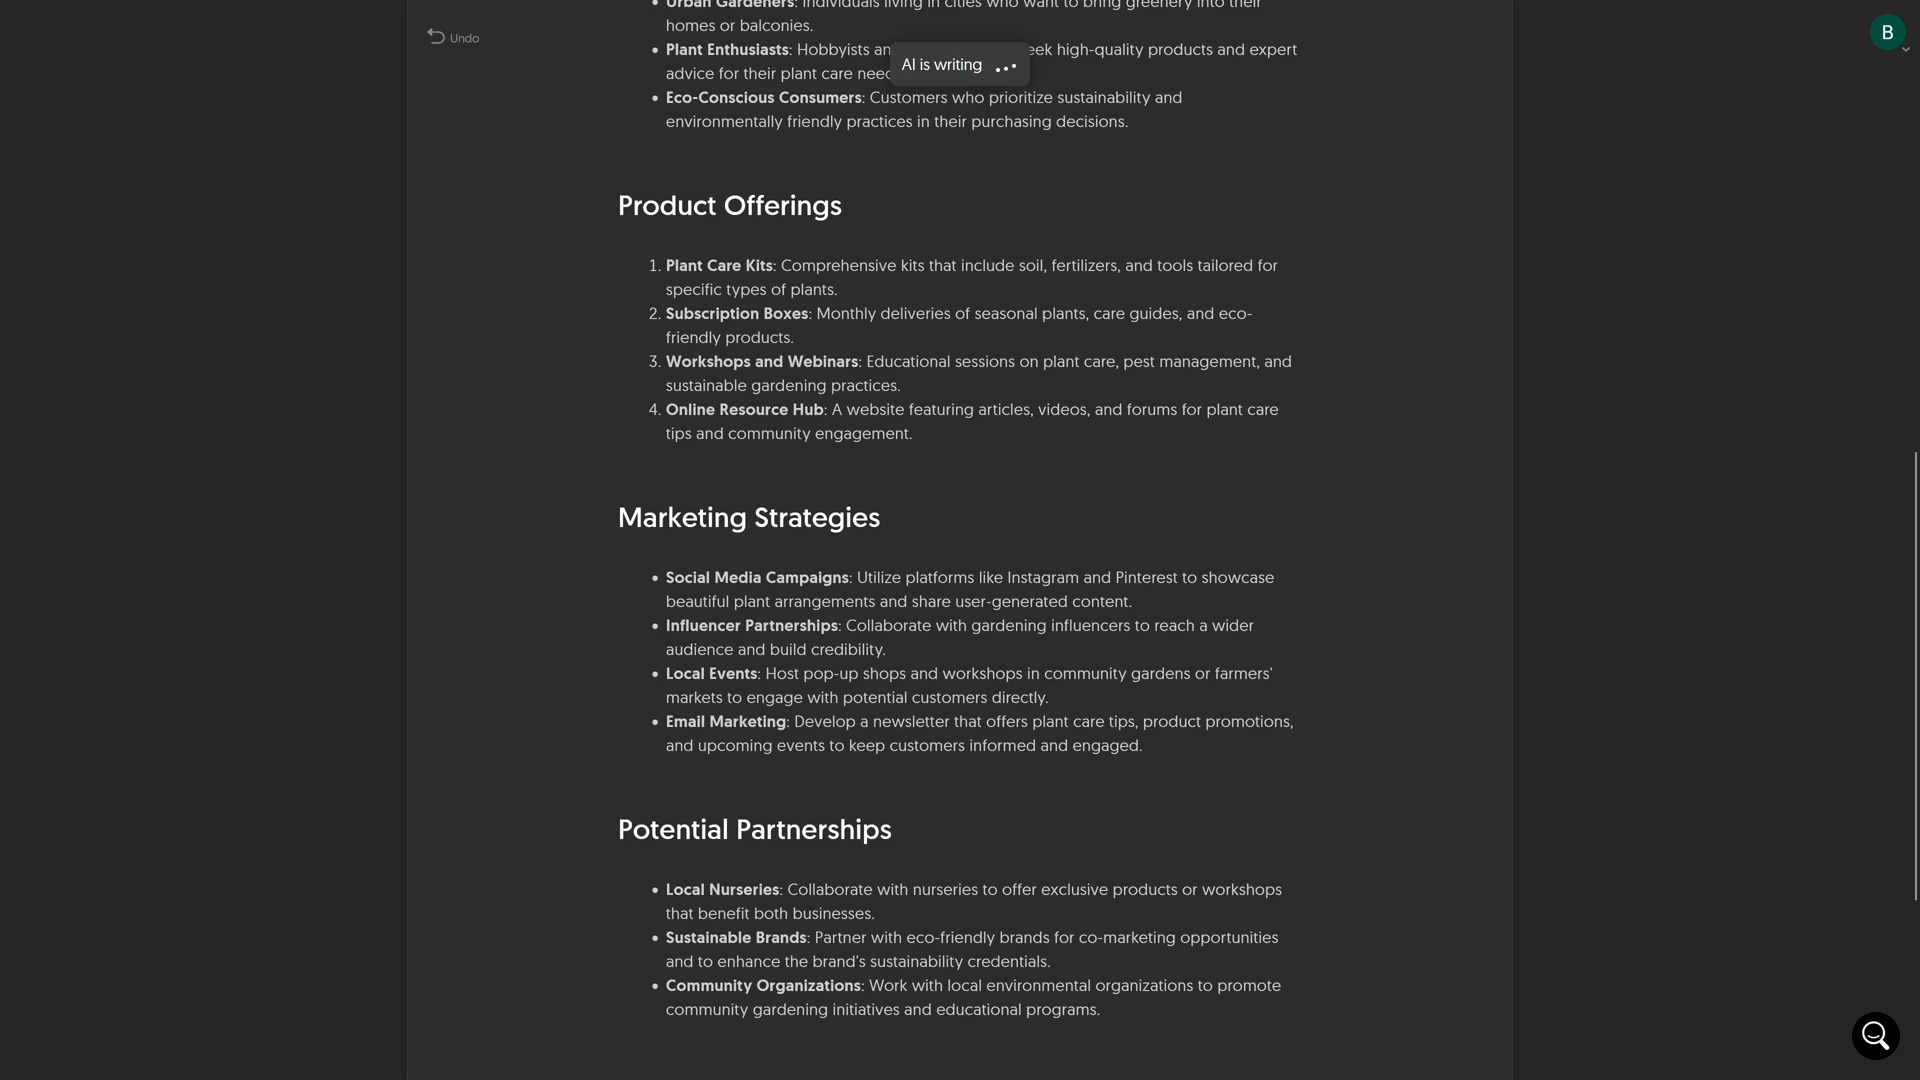 Urban Gardeners: Individuals living in cities who want to bring greenery into their
homes or balconies.
Undo
B
Plant Enthusiasts: Hobbyists an eek high-quality products and expert
AI is writing ...
advice for their plant care
Eco-Conscious Consumers: Customers who prioritize sustainability and
environmentally friendly practices in their purchasing decisions.
Product Offerings
1. Plant Care Kits: Comprehensive kits that include soil, fertilizers, and tools tailored for
specific types of plants.
2. Subscription Boxes: Monthly deliveries of seasonal plants, care guides, and eco-
friendly products.
3. Workshops and Webinars: Educational sessions on plant care, pest management, and
sustainable gardening practices.
4. Online Resource Hub: A website featuring articles, videos, and forums for plant care
tips and community engagement.
Marketing Strategies
Social Media Campaigns: Utilize platforms like Instagram and Pinterest to showcase
beautiful plant arrangements and share user-generated content.
Influencer Partnerships: Collaborate with gardening influencers to reach a wider
audience and build credibility.
Local Events: Host pop-up shops and workshops in community gardens or farmers'
markets to engage with potential customers directly.
Email Marketing: Develop a newsletter that offers plant care tips, product promotions,
and upcoming events to keep customers informed and engaged.
Potential Partnerships
Local Nurseries: Collaborate with nurseries to offer exclusive products or workshops
that benefit both businesses.
Sustainable Brands: Partner with eco-friendly brands for co-marketing opportunities
and to enhance the brand's sustainability credentials.
Community Organizations: Work with local environmental organizations to promote
community gardening initiatives and educational programs.